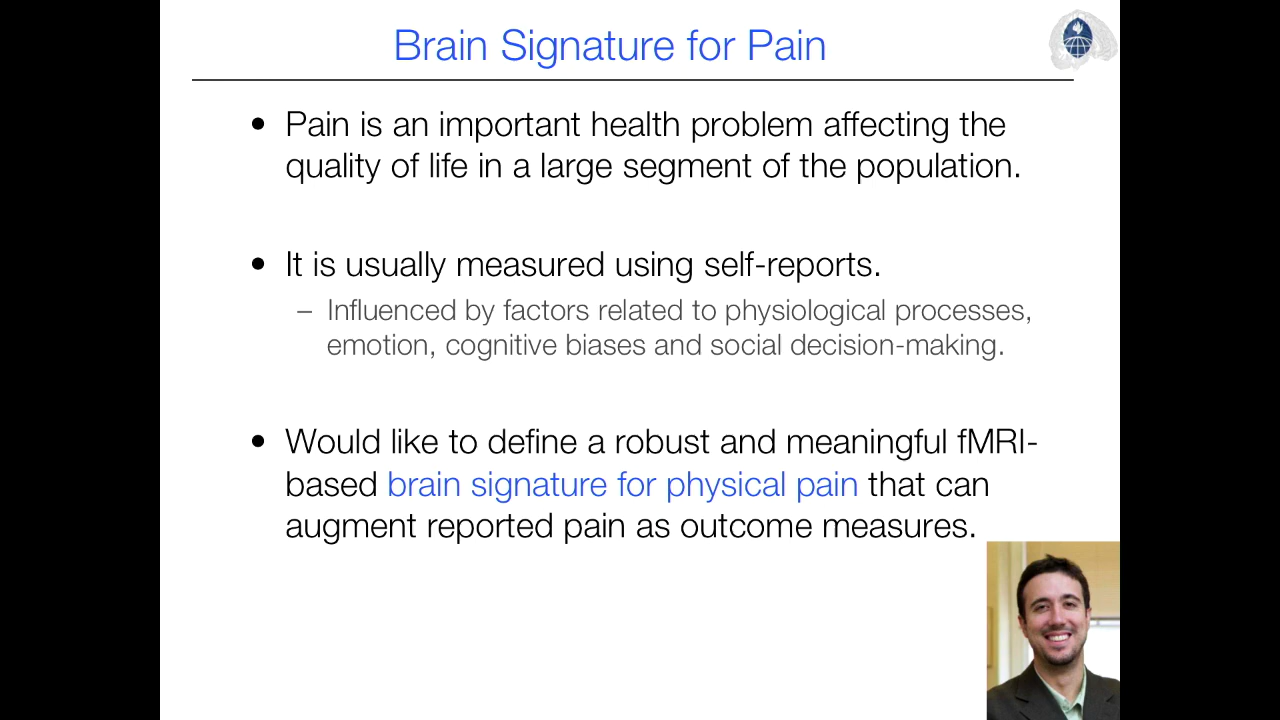 Brain Signature for Pain
• Pain is an important health problem affecting the
quality of life in a large segment of the population.
• It is usually measured using self-reports.
– Influenced by factors related to physiological processes,
emotion, cognitive biases and social decision-making.
• Would like to define a robust and meaningful fMRI-
based brain signature for physical pain that can
augment reported pain as outcome measures.